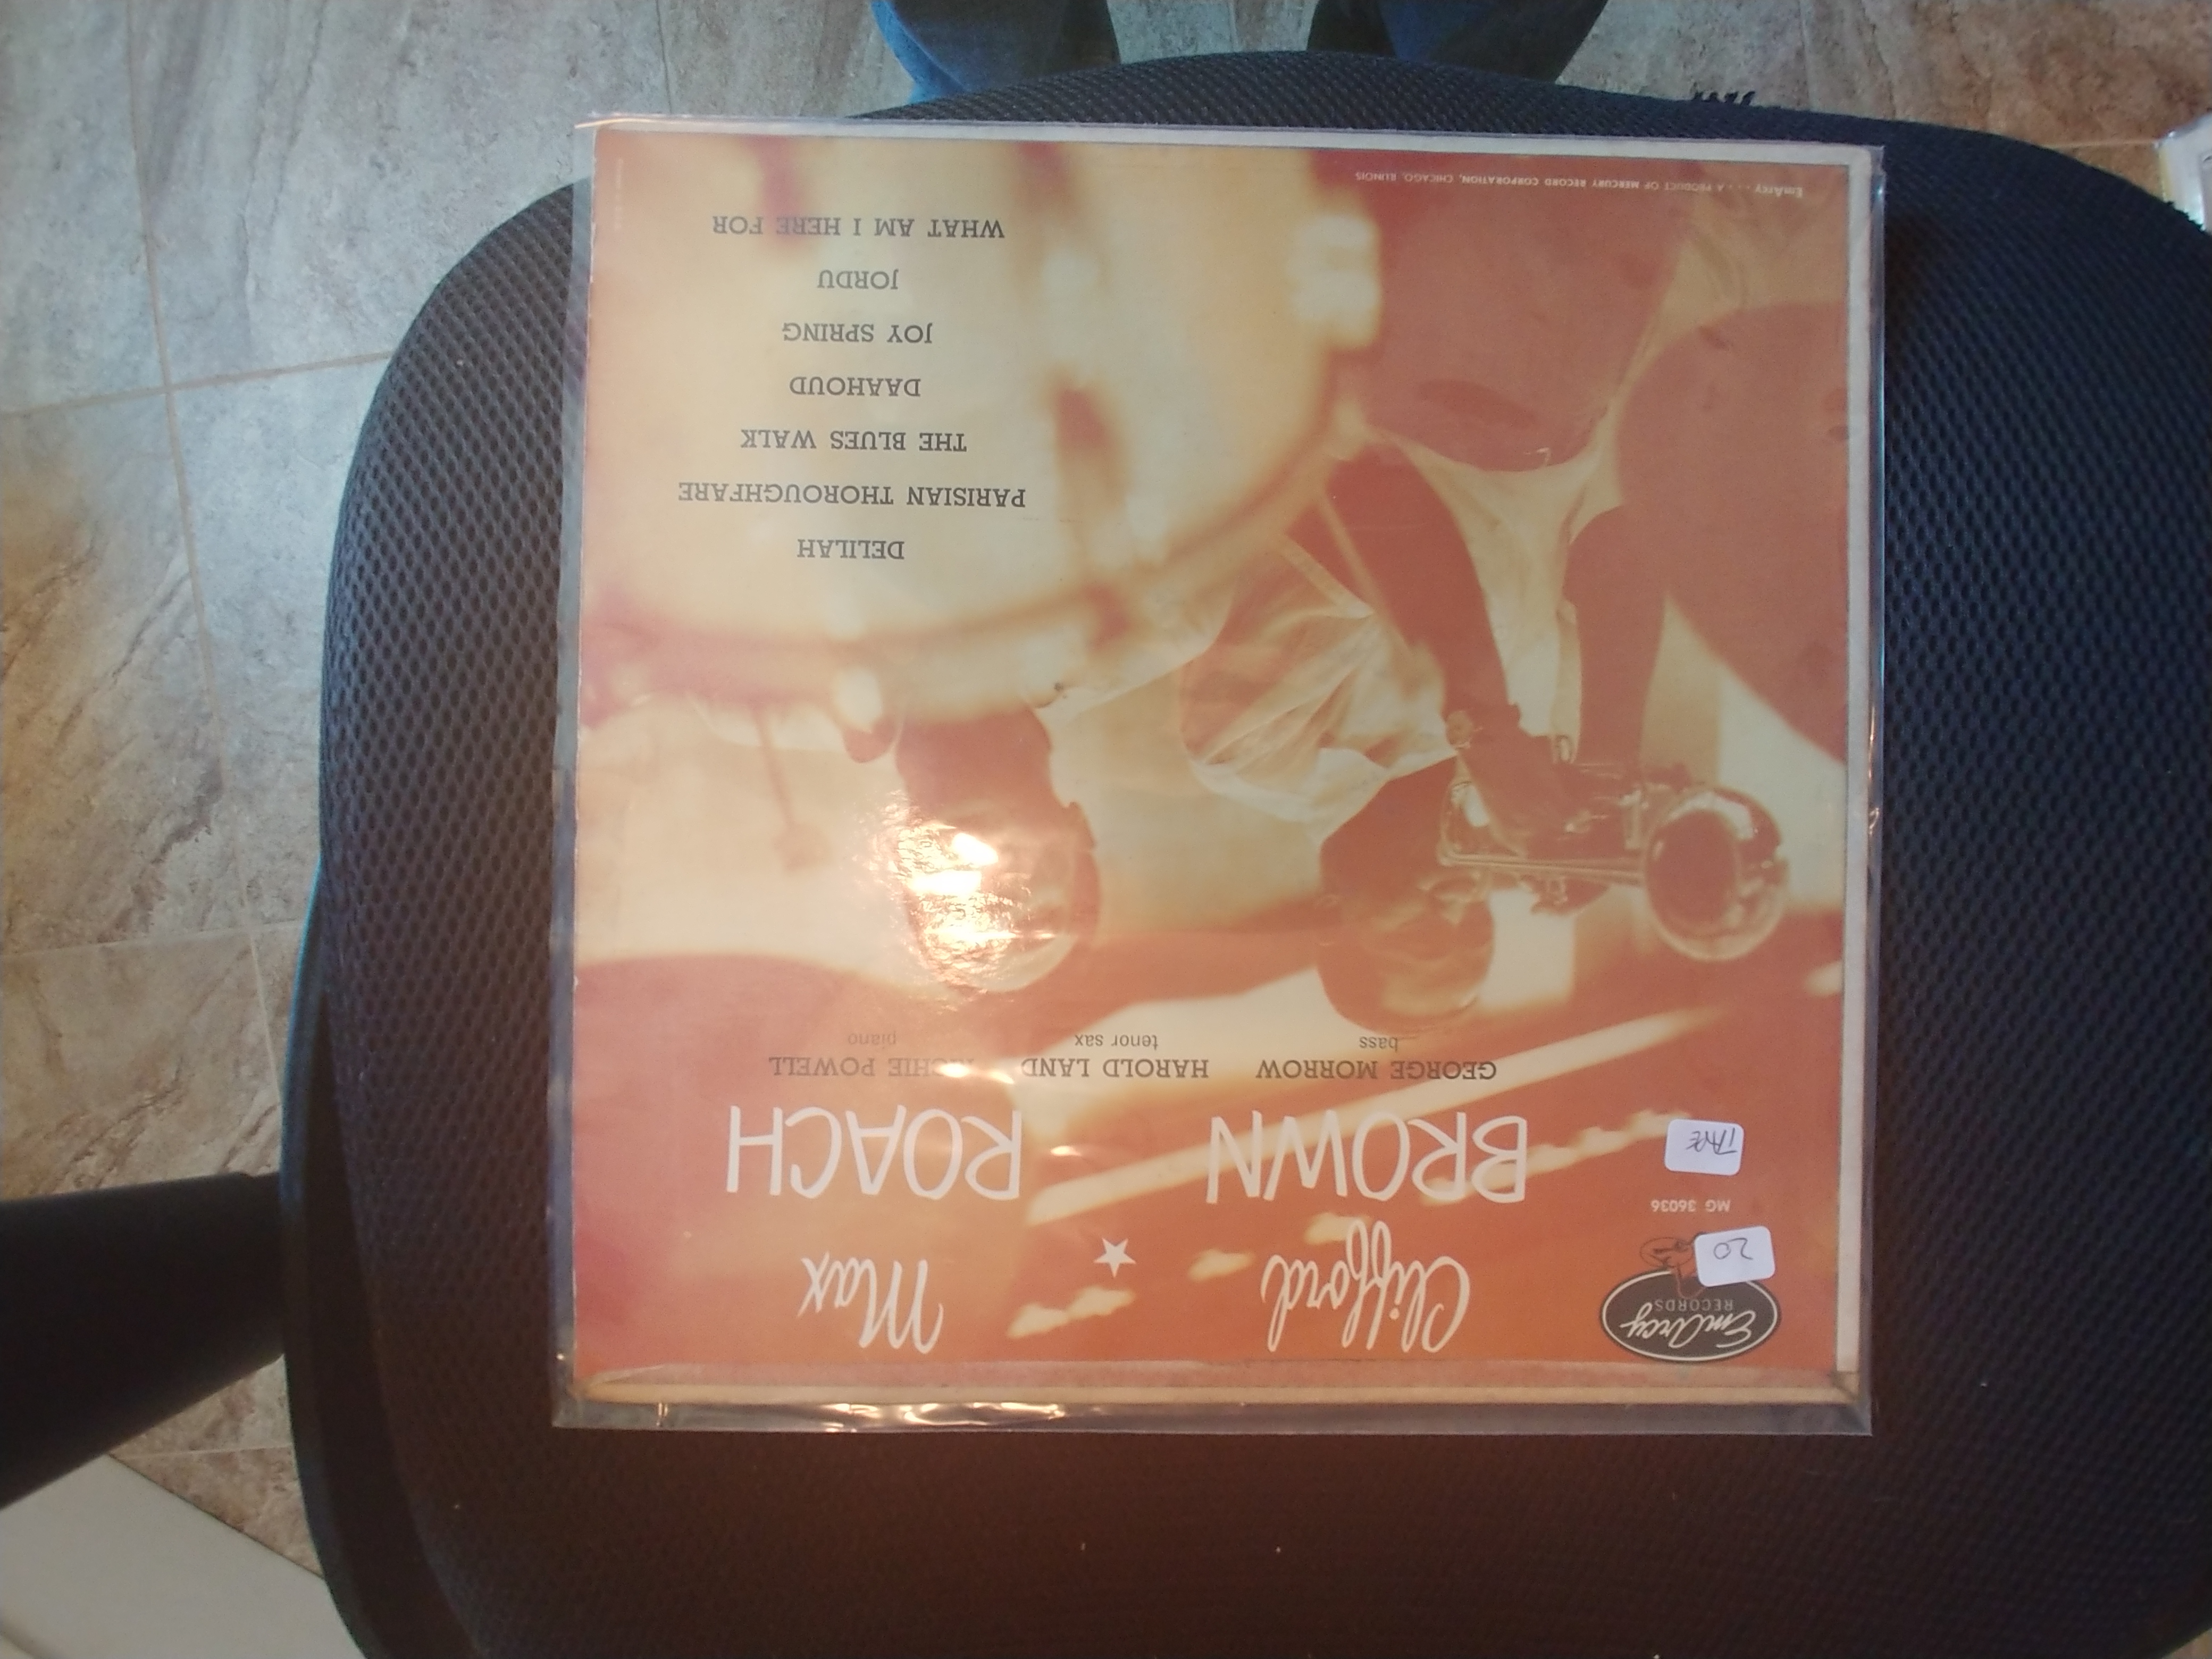 EmArcy
RECORDS
20
MG 36036
TAPE
Clifford
BROWN
★
Max
ROACH
GEORGE MORROW
bass
HAROLD LAND
tenor sax
POWELL
piano
DELILAH
PARISIAN THOROUGHFARE
THE BLUES WALK
DAAHOUD
JOY SPRING
JORDU
WHAT AM I HERE FOR
EmArcy . . . A PRODUCT OF MERCURY RECORD CORPORATION, CHICAGO, ILLINOIS